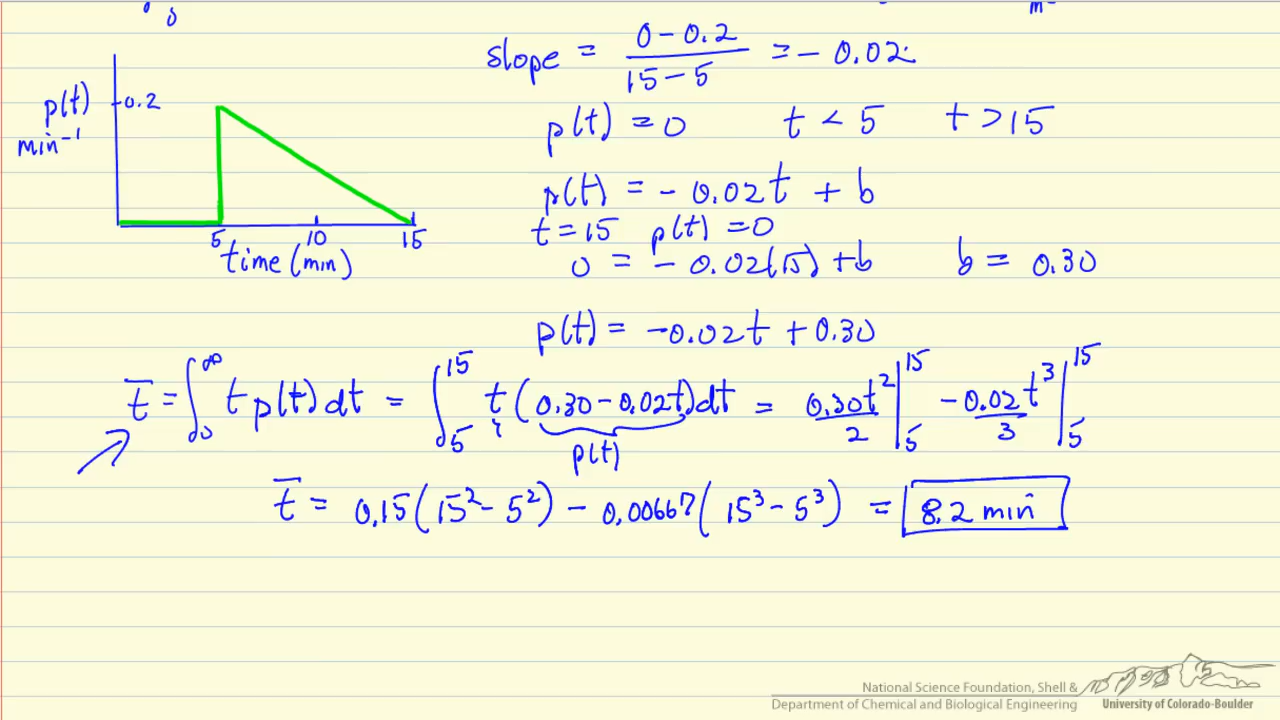 slope = (0 - 0.2)/(15 - 5) = - 0.02
p(t) min⁻¹
0.2
p(t) = 0 t < 5 t > 15
p(t) = - 0.02t + b
t = 15 p(t) = 0
5 10 15
time (min)
0 = - 0.02(15) + b b = 0.30
p(t) = -0.02t + 0.30
t̄ = ∫₀^∞ t p(t) dt = ∫₅^15 t (0.30 - 0.02t) dt = 0.30t²/2 |₅^15 - 0.02t³/3 |₅^15
p(t)
t̄ = 0.15(15² - 5²) - 0.00667(15³ - 5³) = 8.2 min
National Science Foundation, Shell &
Department of Chemical and Biological Engineering
University of Colorado-Boulder